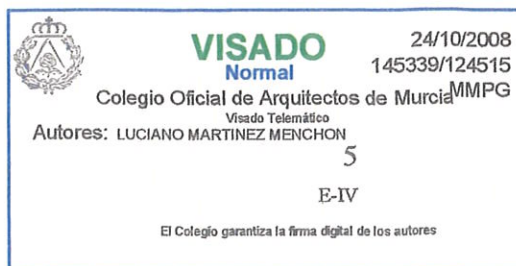 VISADO
Normal
24/10/2008
145339/124515
MMPG
Colegio Oficial de Arquitectos de Murcia
Visado Telemático
Autores: LUCIANO MARTINEZ MENCHON
5
E-IV
El Colegio garantiza la firma digital de los autores